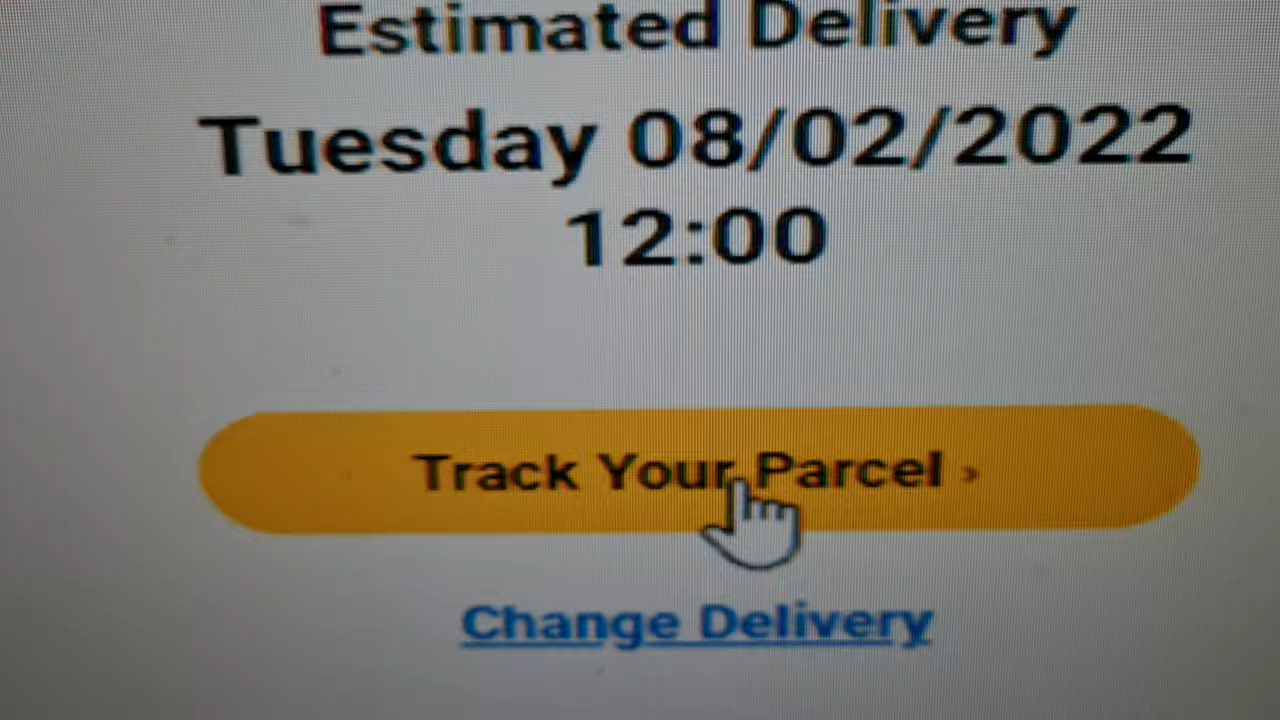 Estimated Delivery
Tuesday 08/02/2022
12:00
Track Your Parcel ›
Change Delivery